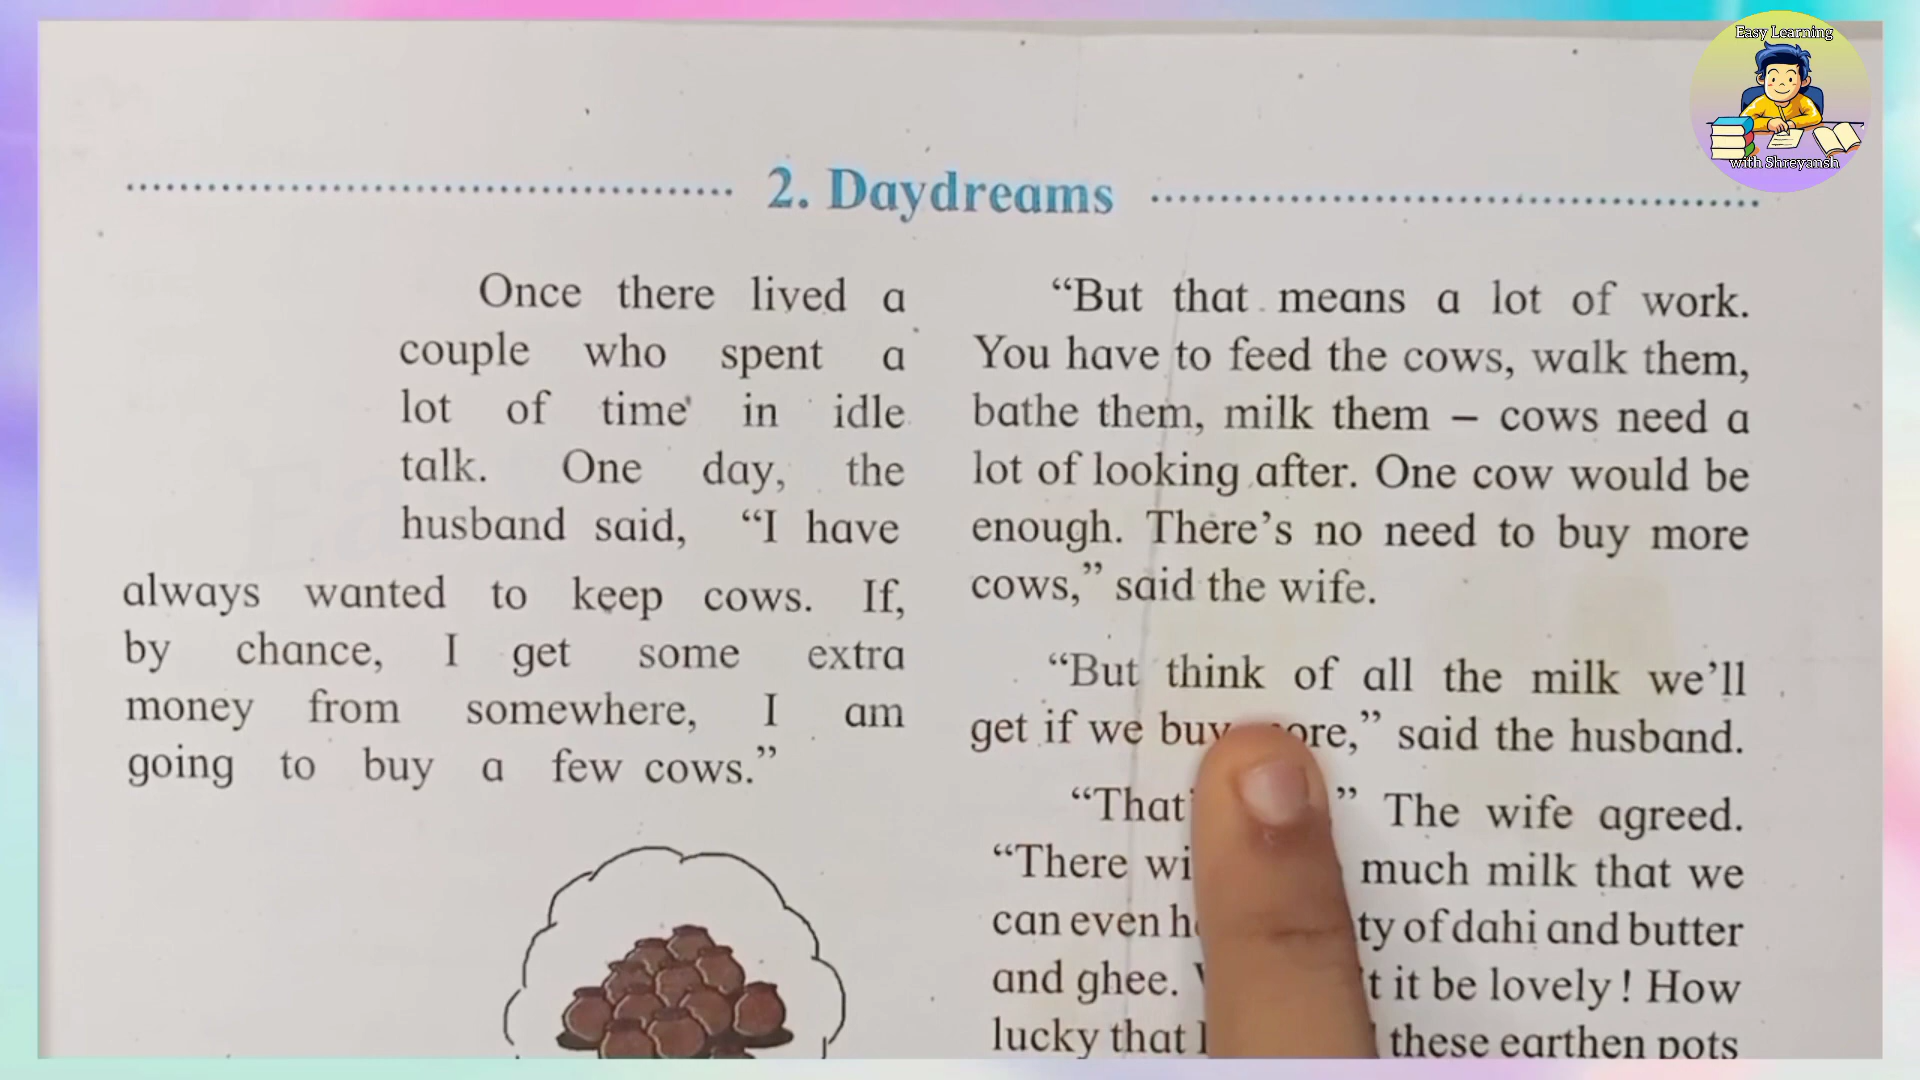 Easy Learning
with Shreyansh
2. Daydreams
Once there lived a
couple who spent a
lot of time in idle
talk. One day, the
husband said, “I have
always wanted to keep cows. If,
by chance, I get some extra
money from somewhere, I am
going to buy a few cows.”
“But that means a lot of work.
You have to feed the cows, walk them,
bathe them, milk them – cows need a
lot of looking after. One cow would be
enough. There’s no need to buy more
cows,” said the wife.
“But think of all the milk we’ll
get if we buy said the husband.
The wife agreed.
“There much milk that we
can even of dahi and butter
and ghee. it be lovely! How
lucky that these earthen pots